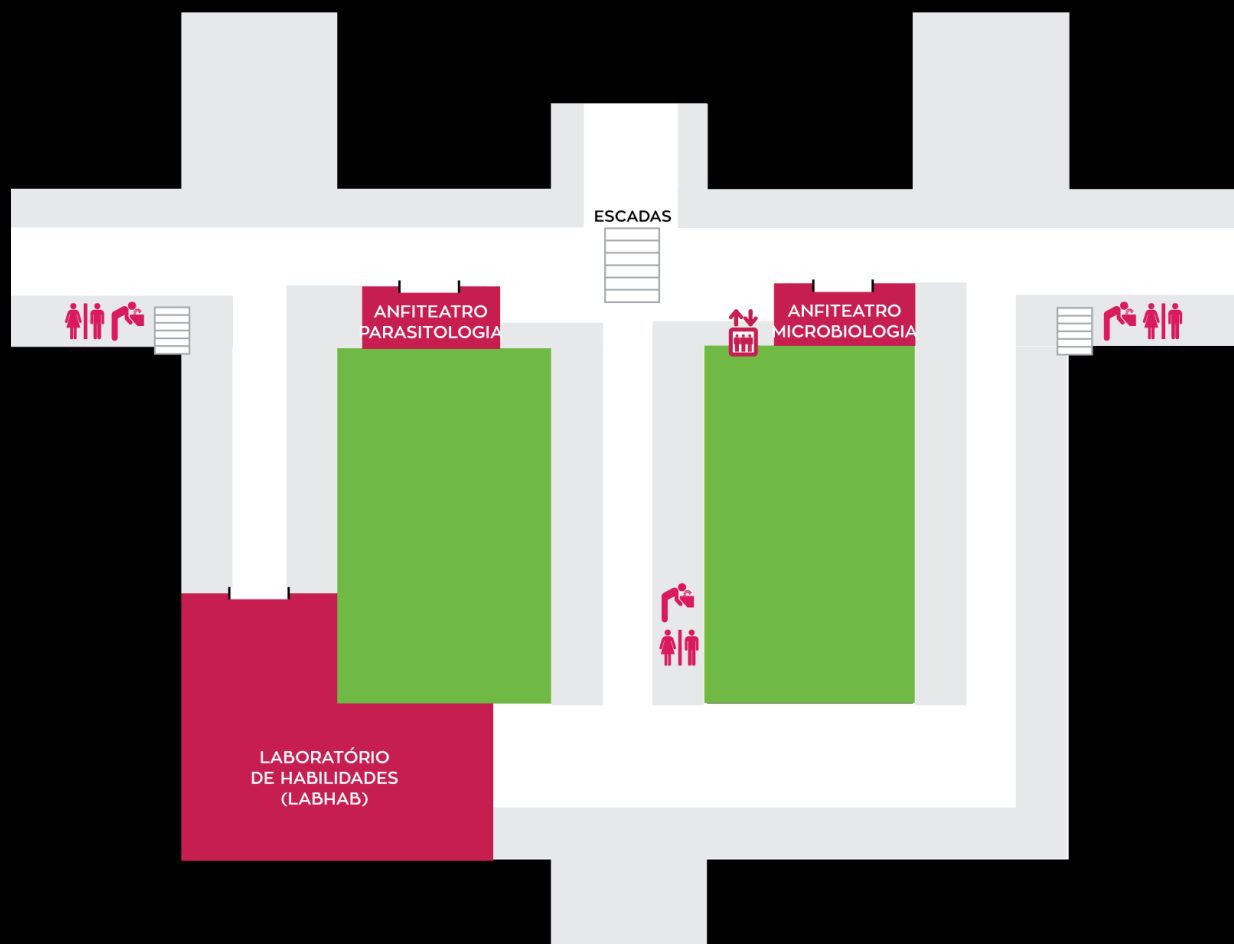 ESCADAS
ANFITEATRO
PARASITOLOGIA
ANFITEATRO
MICROBIOLOGIA
LABORATÓRIO
DE HABILIDADES
(LABHAB)